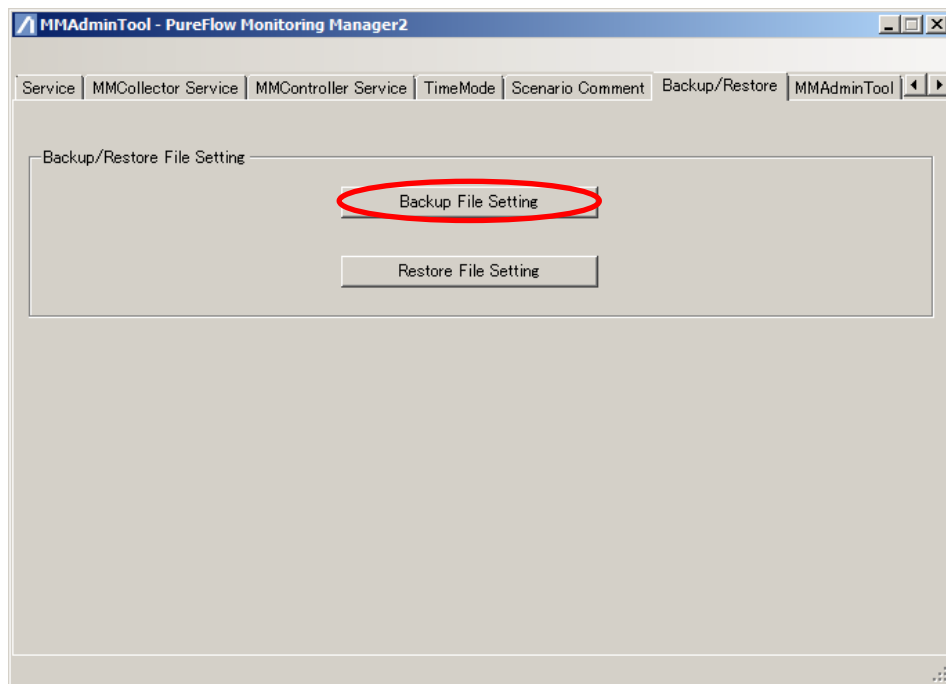 MMAdminTool - PureFlow Monitoring Manager2
Service MMCollector Service MMController Service TimeMode Scenario Comment Backup/Restore MMAdminTool
Backup/Restore File Setting
Backup File Setting
Restore File Setting